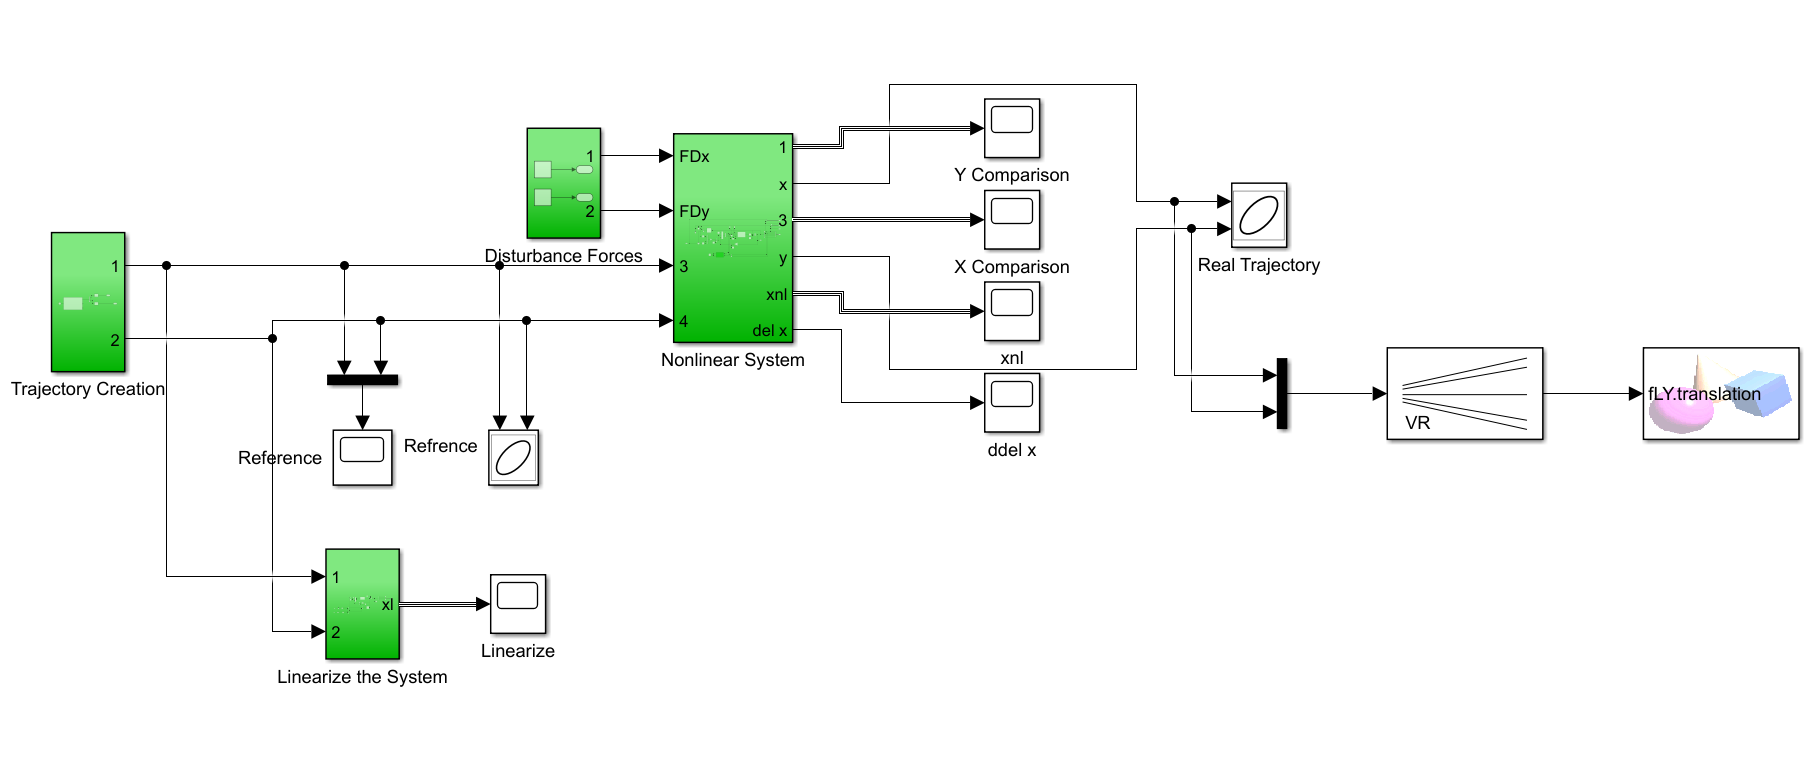 1
2
Trajectory Creation
1
2
Disturbance Forces
FDx
FDy
3
4
1
x
3
y
xnl
del x
Nonlinear System
Y Comparison
X Comparison
xnl
ddel x
Real Trajectory
VR
fLY.translation
Reference
Refrence
1
2
xl
Linearize the System
Linearize